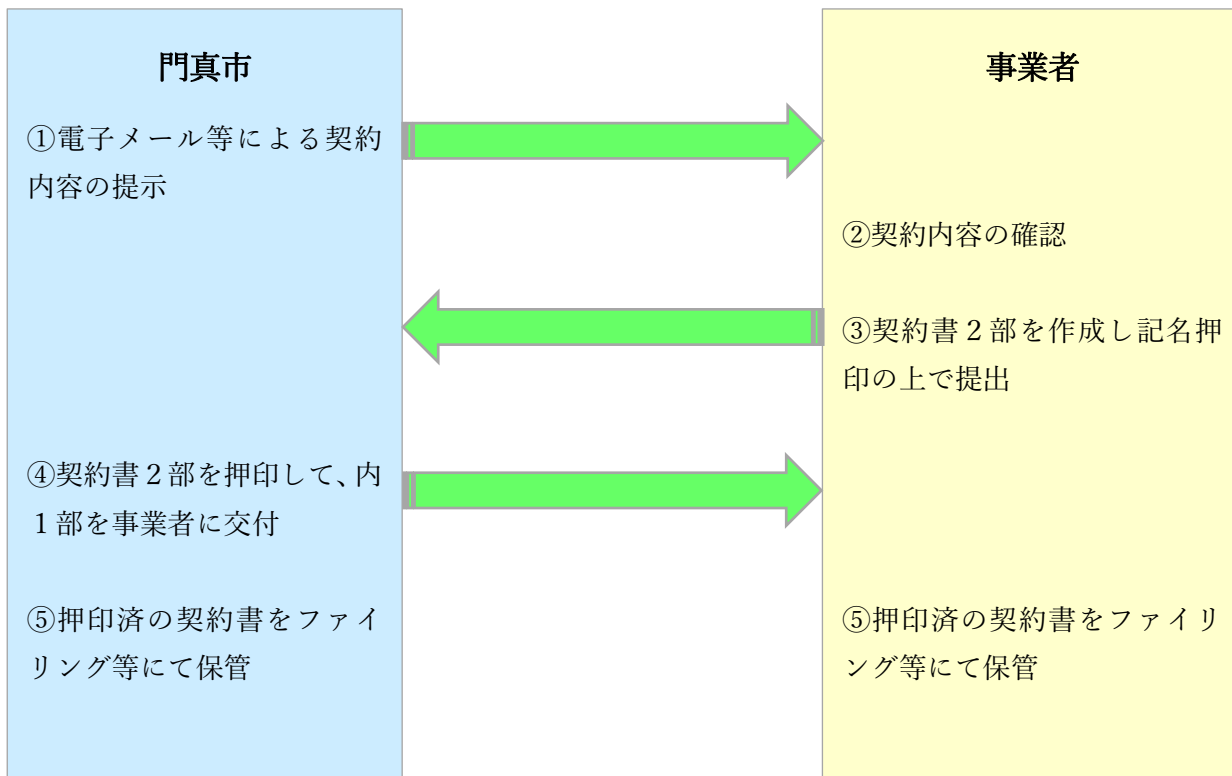 門真市
①電子メール等による契約
内容の提示
④契約書２部を押印して、内
１部を事業者に交付
⑤押印済の契約書をファイ
リング等にて保管
事業者
②契約内容の確認
③契約書２部を作成し記名押
印の上で提出
⑤押印済の契約書をファイリ
ング等にて保管